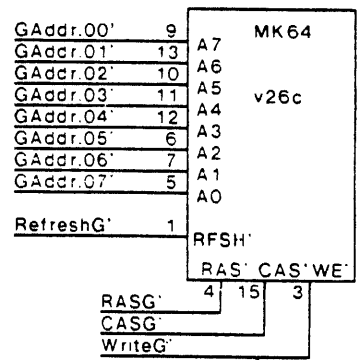 GAddr.00' 9 A7 MK64
GAddr.01' 13 A6
GAddr.02' 10 A5
GAddr.03' 11 A4 v26c
GAddr.04' 12 A3
GAddr.05' 6 A2
GAddr.06' 7 A1
GAddr.07' 5 A0
RefreshG' 1 RFSH'
RAS' CAS' WE'
4 15 3
RASG'
CASG'
WriteG'